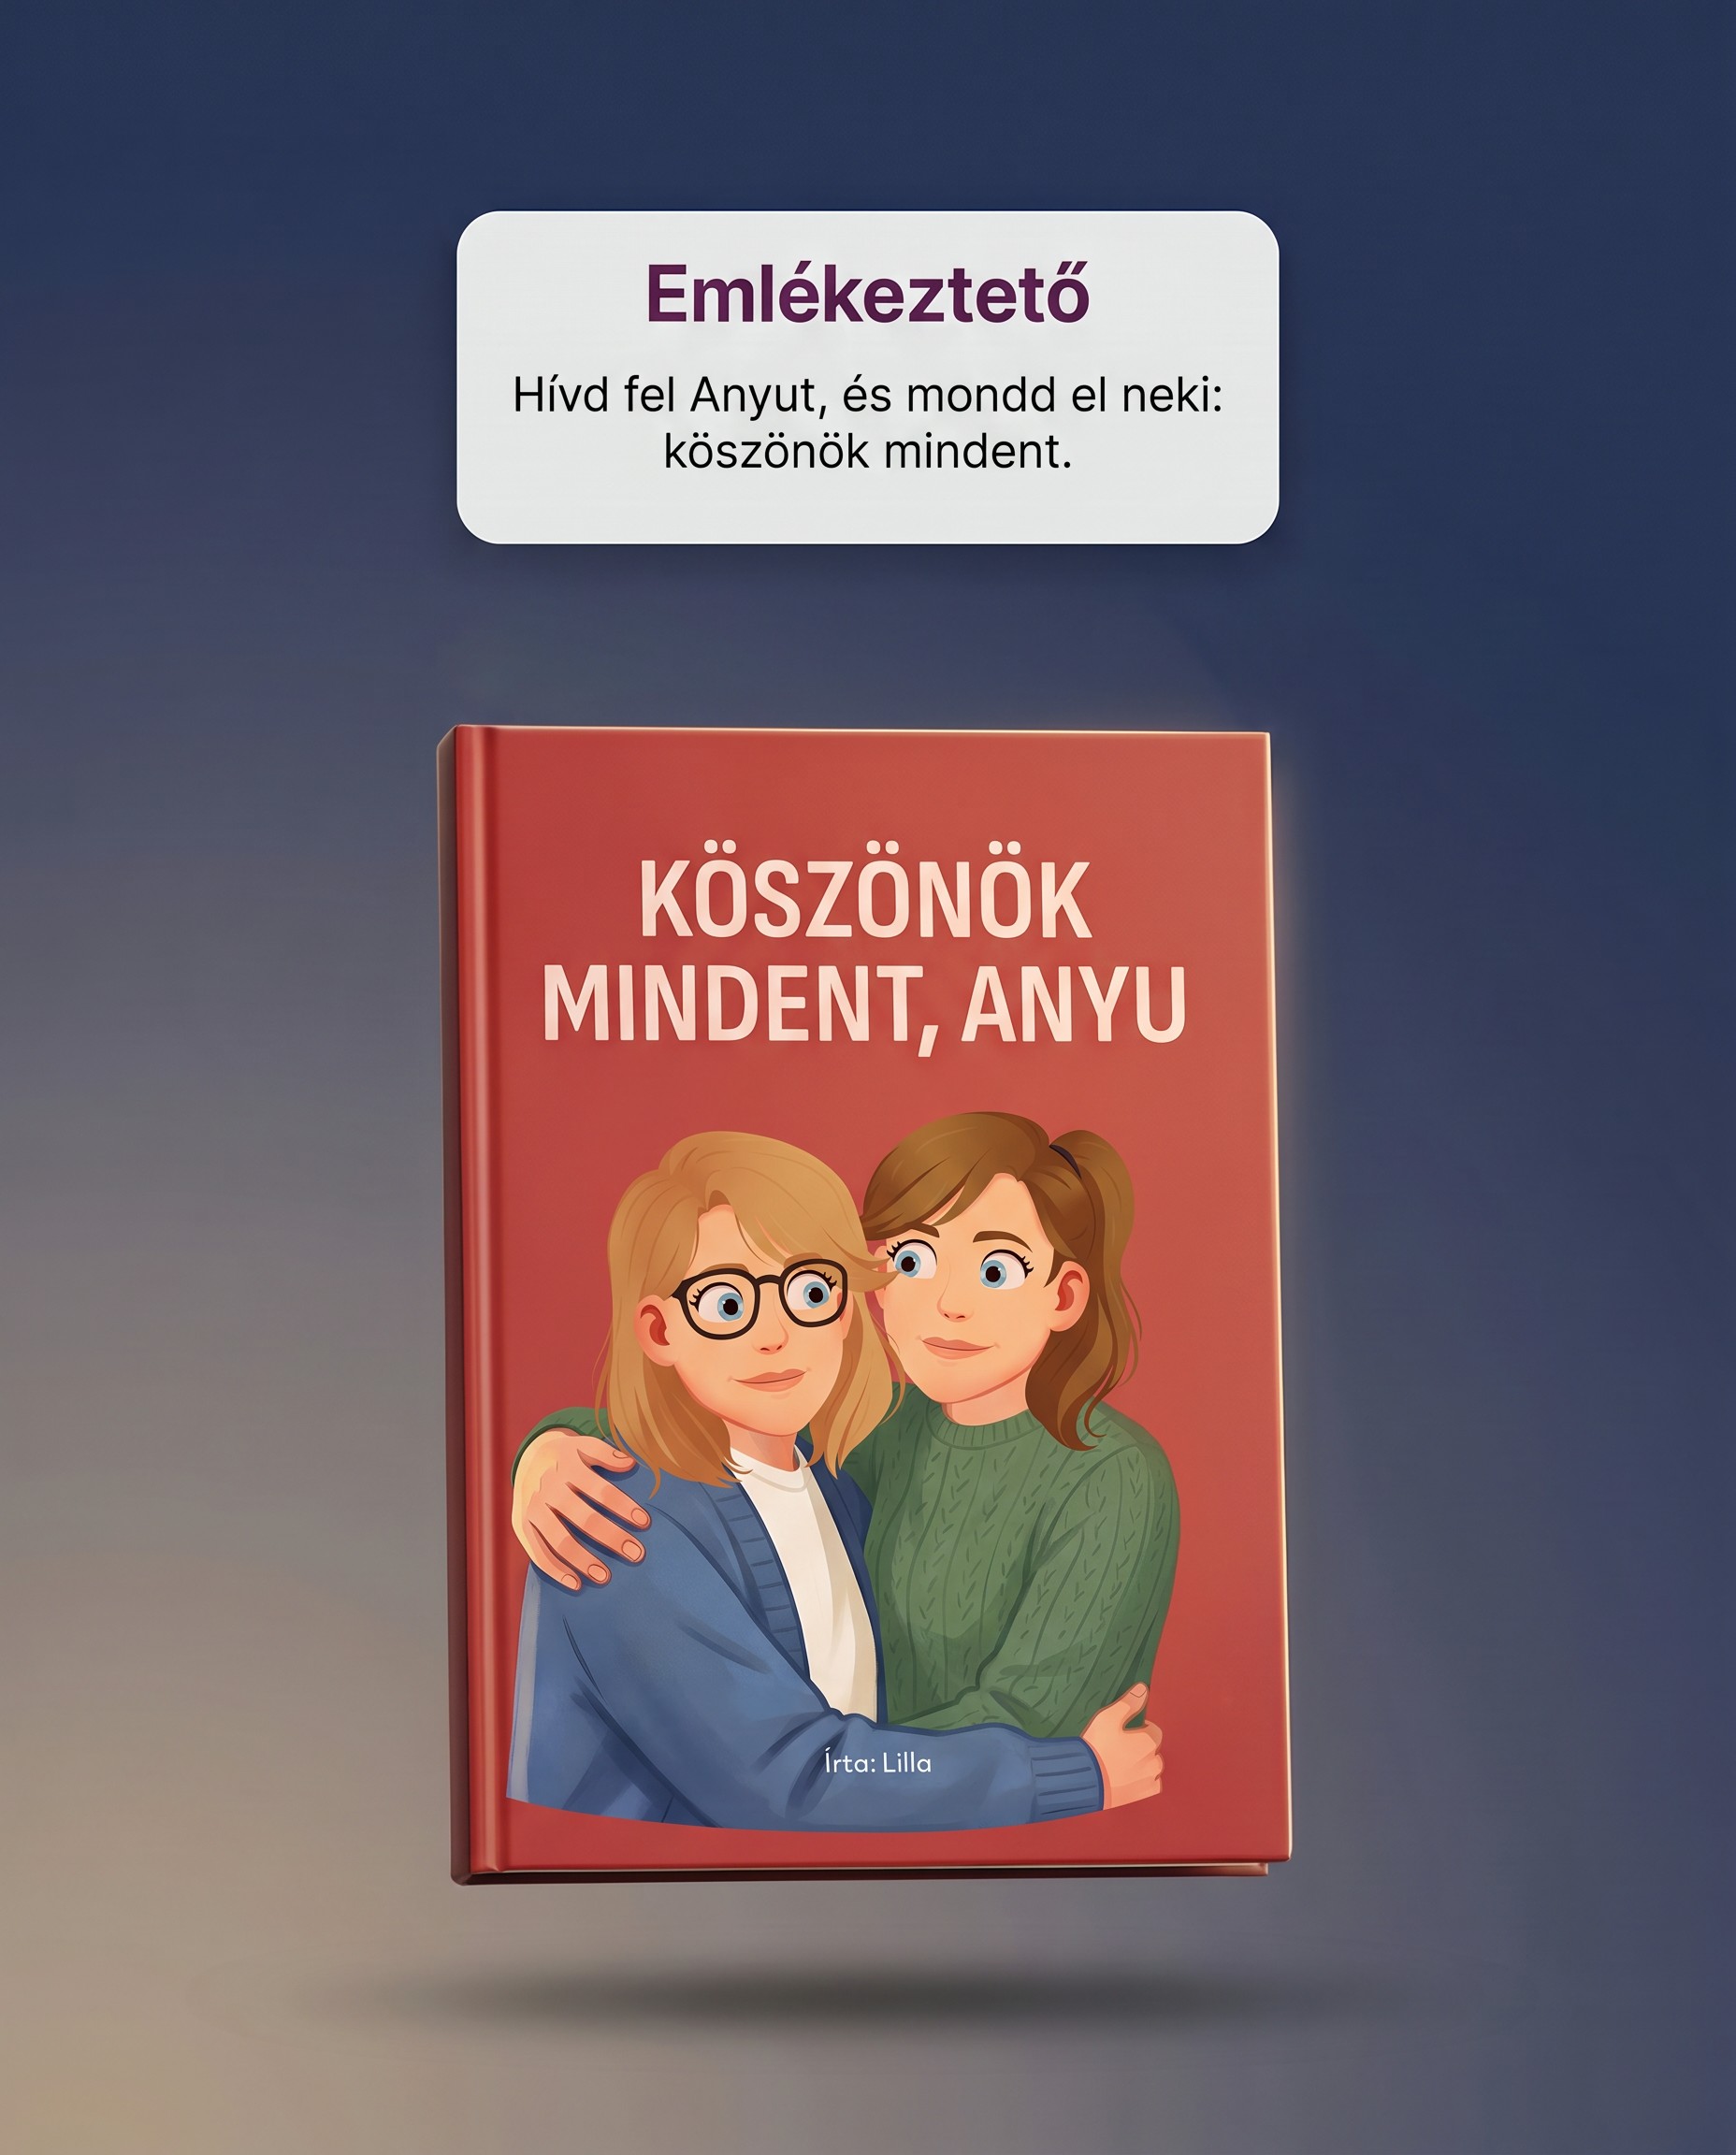 Emlékeztető
Hívd fel Anyut, és mondd el neki:
köszönök mindent.
KÖSZÖNÖK
MINDENT, ANYU
Írta: Lilla